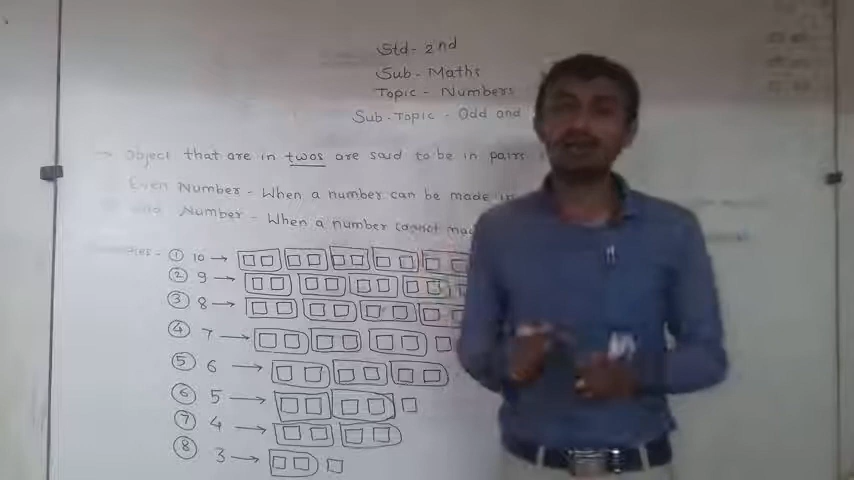 Std - 2nd
Sub - Maths
Topic - Numbers
Sub-Topic - Odd and
→ Object that are in twos are said to be in pairs
Even Number - When a number can be made in
Number - When a number cannot
① 10 →
② 9 →
③ 8 →
④ 7 →
⑤ 6 →
⑥ 5 →
⑦ 4 →
⑧ 3 →